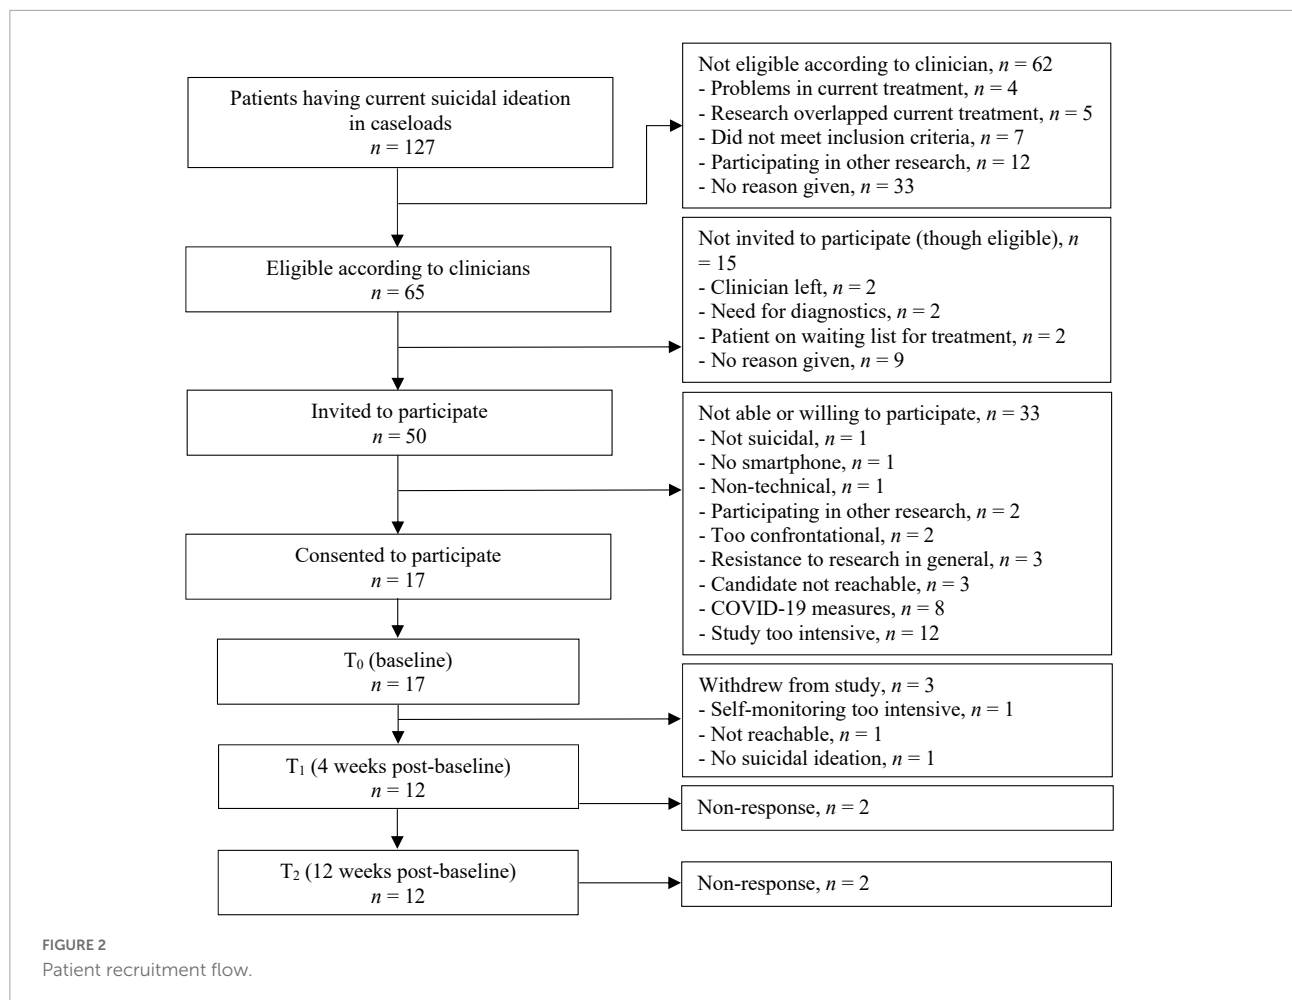 Patients having current suicidal ideation
in caseloads
n = 127
Not eligible according to clinician, n = 62
- Problems in current treatment, n = 4
- Research overlapped current treatment, n = 5
- Did not meet inclusion criteria, n = 7
- Participating in other research, n = 12
- No reason given, n = 33
Eligible according to clinicians
n = 65
Not invited to participate (though eligible), n
= 15
- Clinician left, n = 2
- Need for diagnostics, n = 2
- Patient on waiting list for treatment, n = 2
- No reason given, n = 9
Invited to participate
n = 50
Not able or willing to participate, n = 33
- Not suicidal, n = 1
- No smartphone, n = 1
- Non-technical, n = 1
- Participating in other research, n = 2
- Too confrontational, n = 2
- Resistance to research in general, n = 3
- Candidate not reachable, n = 3
- COVID-19 measures, n = 8
- Study too intensive, n = 12
Consented to participate
n = 17
T0 (baseline)
n = 17
Withdrew from study, n = 3
- Self-monitoring too intensive, n = 1
- Not reachable, n = 1
- No suicidal ideation, n = 1
T1 (4 weeks post-baseline)
n = 12
Non-response, n = 2
T2 (12 weeks post-baseline)
n = 12
Non-response, n = 2
FIGURE 2
Patient recruitment flow.